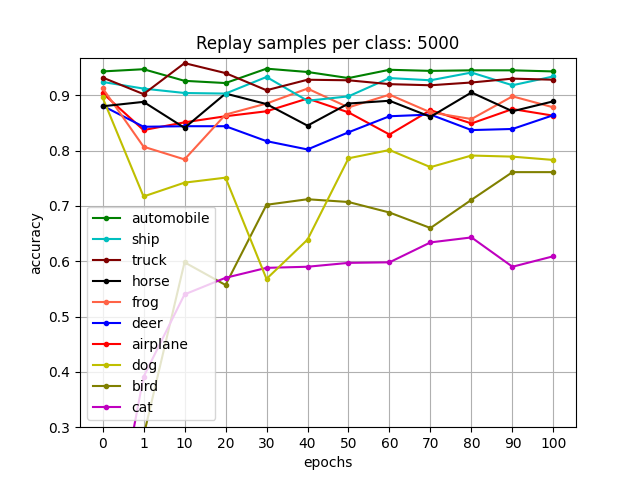 Replay samples per class: 5000
accuracy
0.9
0.8
0.7
0.6
0.5
0.4
0.3
automobile
ship
truck
horse
frog
deer
airplane
dog
bird
cat
0 1 10 20 30 40 50 60 70 80 90 100
epochs